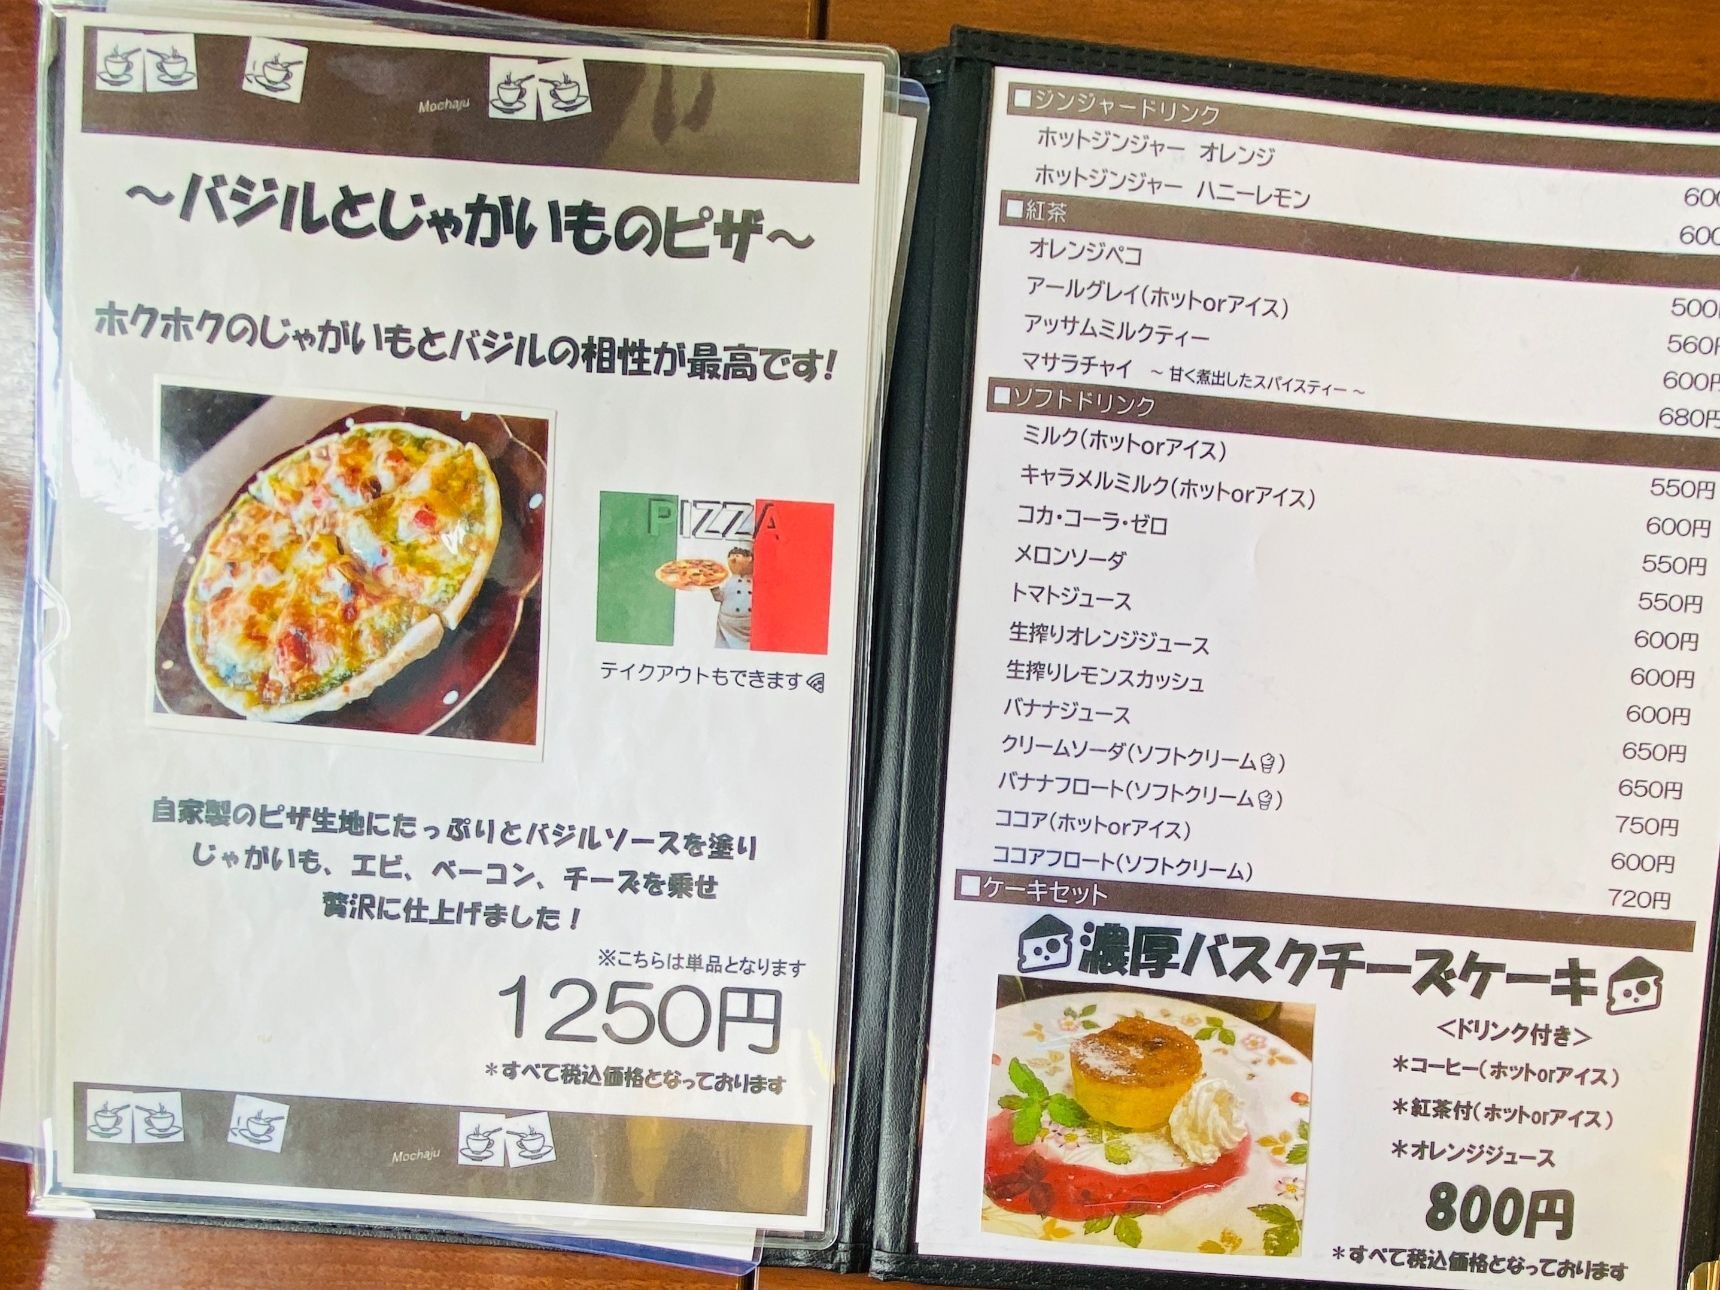 Mochaju
～バジルとじゃがいものピザ～
ホクホクのじゃがいもとバジルの相性が最高です!
PIZZA
テイクアウトもできます
自家製のピザ生地にたっぷりとバジルソースを塗り
じゃがいも、エビ、ベーコン、チーズを乗せ
贅沢に仕上げました！
※こちらは単品となります
1250円
＊すべて税込価格となっております
Mochaju
■ジンジャードリンク
ホットジンジャー オレンジ 600
ホットジンジャー ハニーレモン 600
■紅茶
オレンジペコ 500
アールグレイ(ホットorアイス) 560円
アッサムミルクティー 600円
マサラチャイ ～ 甘く煮出したスパイスティー ～ 680円
■ソフトドリンク
ミルク(ホットorアイス) 550円
キャラメルミルク(ホットorアイス) 600円
コカ・コーラ・ゼロ 550円
メロンソーダ 550円
トマトジュース 600円
生搾りオレンジジュース 600円
生搾りレモンスカッシュ 600円
バナナジュース 650円
クリームソーダ(ソフトクリーム) 650円
バナナフロート(ソフトクリーム) 750円
ココア(ホットorアイス) 600円
ココアフロート(ソフトクリーム) 720円
■ケーキセット
濃厚バスクチーズケーキ
＜ドリンク付き＞
＊コーヒー(ホットorアイス)
＊紅茶付(ホットorアイス)
＊オレンジジュース
800円
＊すべて税込価格となっております